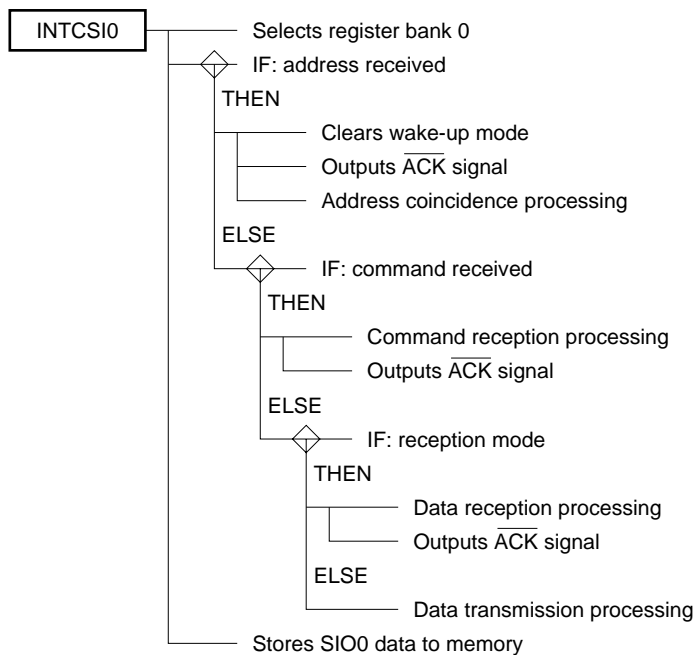 INTCSI0
Selects register bank 0
IF: address received
THEN
Clears wake-up mode
Outputs ACK signal
Address coincidence processing
ELSE
IF: command received
THEN
Command reception processing
Outputs ACK signal
ELSE
IF: reception mode
THEN
Data reception processing
Outputs ACK signal
ELSE
Data transmission processing
Stores SIO0 data to memory